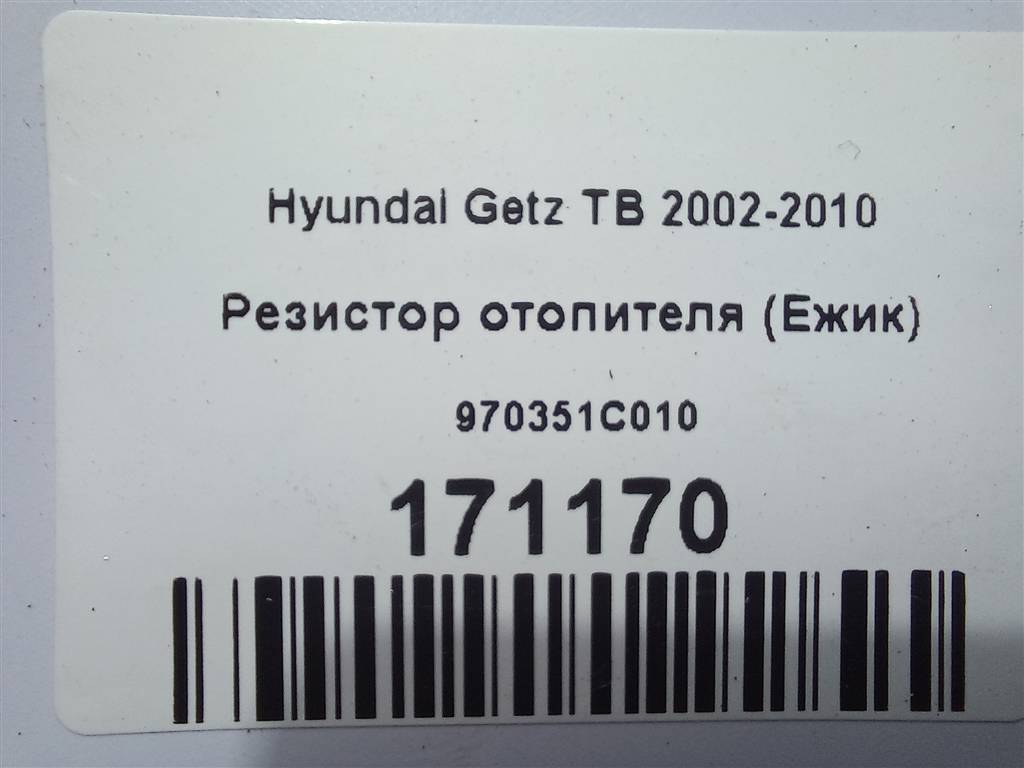 Hyundai Getz TB 2002-2010
Резистор отопителя (Ежик)
970351C010
171170